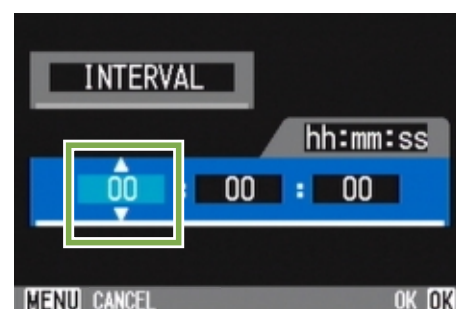 INTERVAL
hh:mm:ss
00 : 00 : 00
MENU CANCEL OK OK